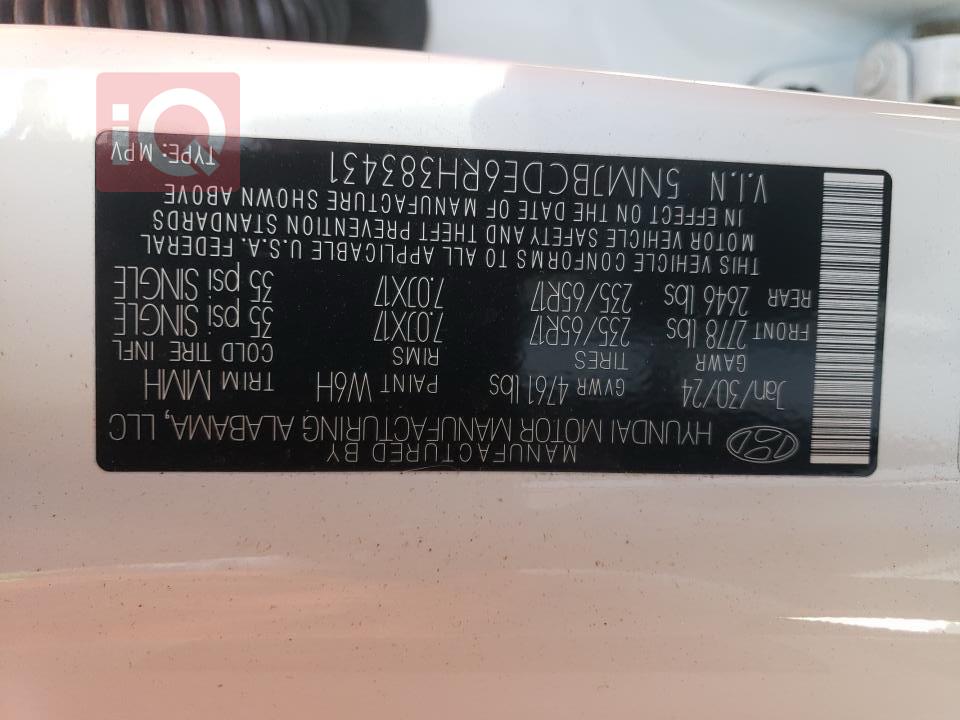 MANUFACTURED BY
HYUNDAI MOTOR MANUFACTURING ALABAMA, LLC
Jan/30/24 GVWR 4761 lbs PAINT W6H TRIM MMH
GAWR TIRES RIMS COLD TIRE INFL
FRONT 2778 lbs 235/65R17 7.0JX17 35 psi SINGLE
REAR 2646 lbs 235/65R17 7.0JX17 35 psi SINGLE
THIS VEHICLE CONFORMS TO ALL APPLICABLE U.S.A. FEDERAL
MOTOR VEHICLE SAFETY AND THEFT PREVENTION STANDARDS
IN EFFECT ON THE DATE OF MANUFACTURE SHOWN ABOVE
V.I.N 5NMJBCDE6RH383431 TYPE: MPV
iQ